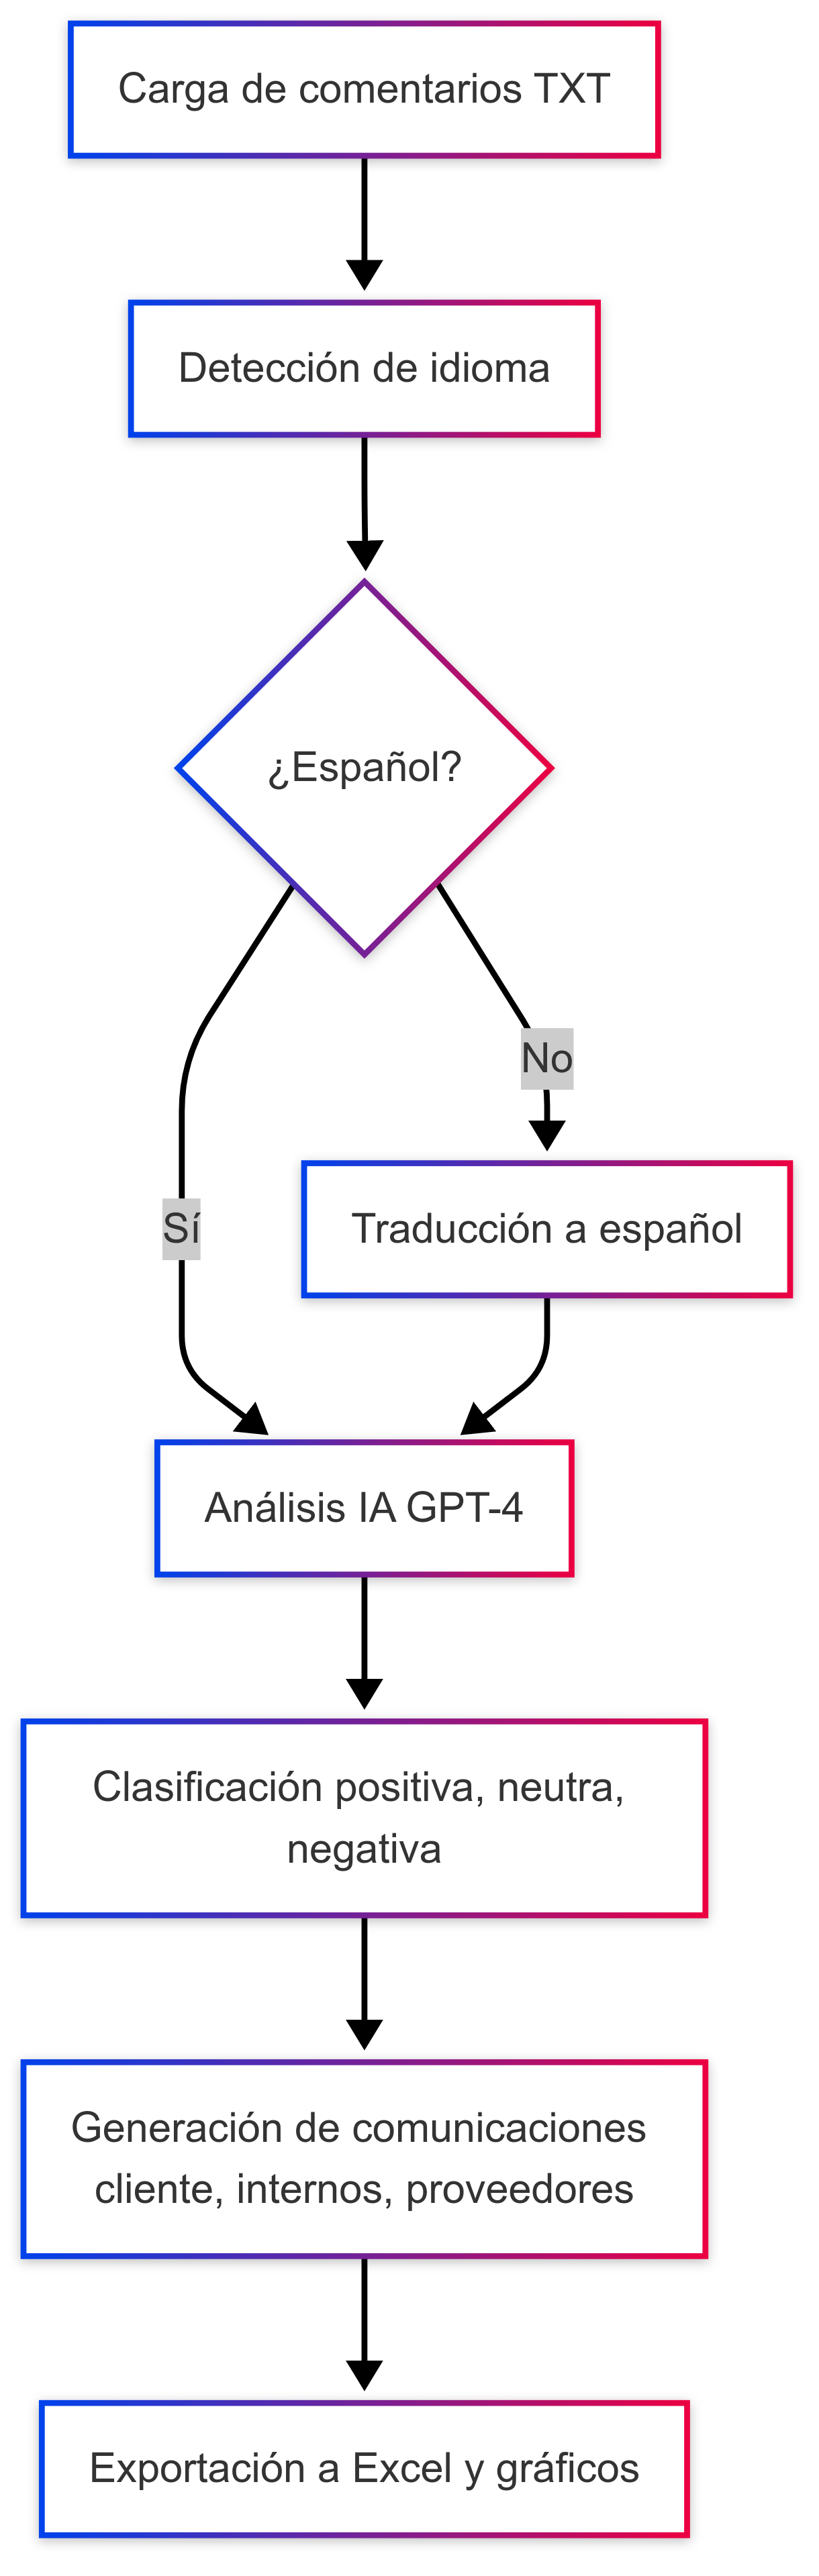 Carga de comentarios TXT
Detección de idioma
¿Español?
No
Sí
Traducción a español
Análisis IA GPT-4
Clasificación positiva, neutra,
negativa
Generación de comunicaciones
cliente, internos, proveedores
Exportación a Excel y gráficos